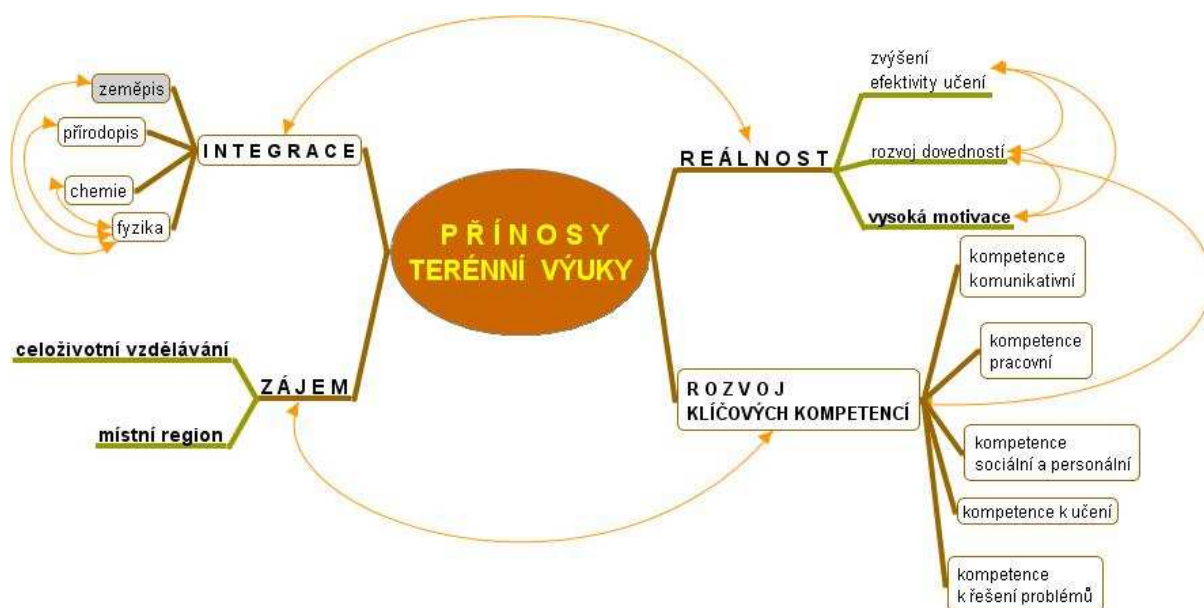 PŘÍNOSY
TERÉNNÍ VÝUKY
INTEGRACE
zeměpis
přírodopis
chemie
fyzika
REÁLNOST
zvýšení
efektivity učení
rozvoj dovedností
vysoká motivace
ZÁJEM
celoživotní vzdělávání
místní region
ROZVOJ
KLÍČOVÝCH KOMPETENCÍ
kompetence
komunikativní
kompetence
pracovní
kompetence
sociální a personální
kompetence k učení
kompetence
k řešení problémů